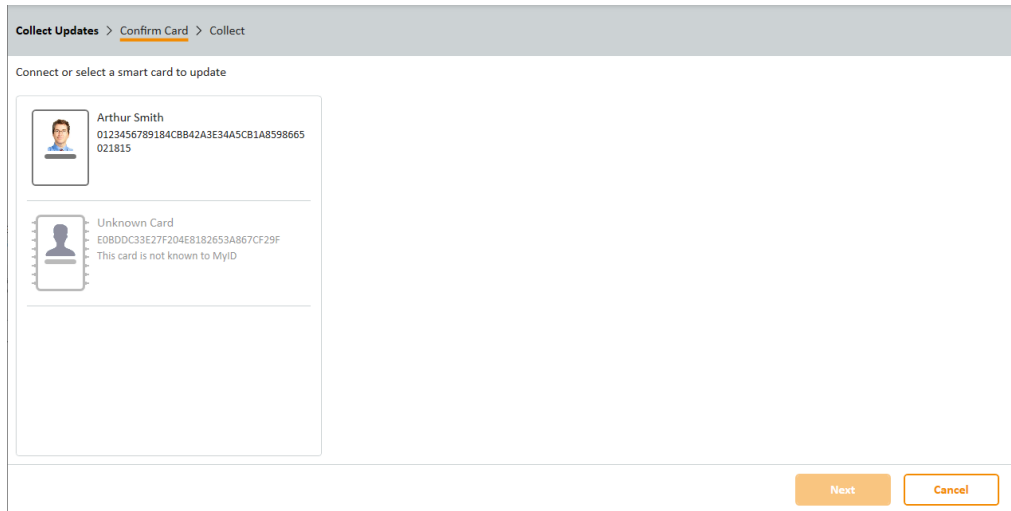 Collect Updates > Confirm Card > Collect
Connect or select a smart card to update
Arthur Smith
0123456789184CBB42A3E34A5CB1A8598665
021815
Unknown Card
E0BDDC33E27F204E8182653A867CF29F
This card is not known to MyID
Next
Cancel